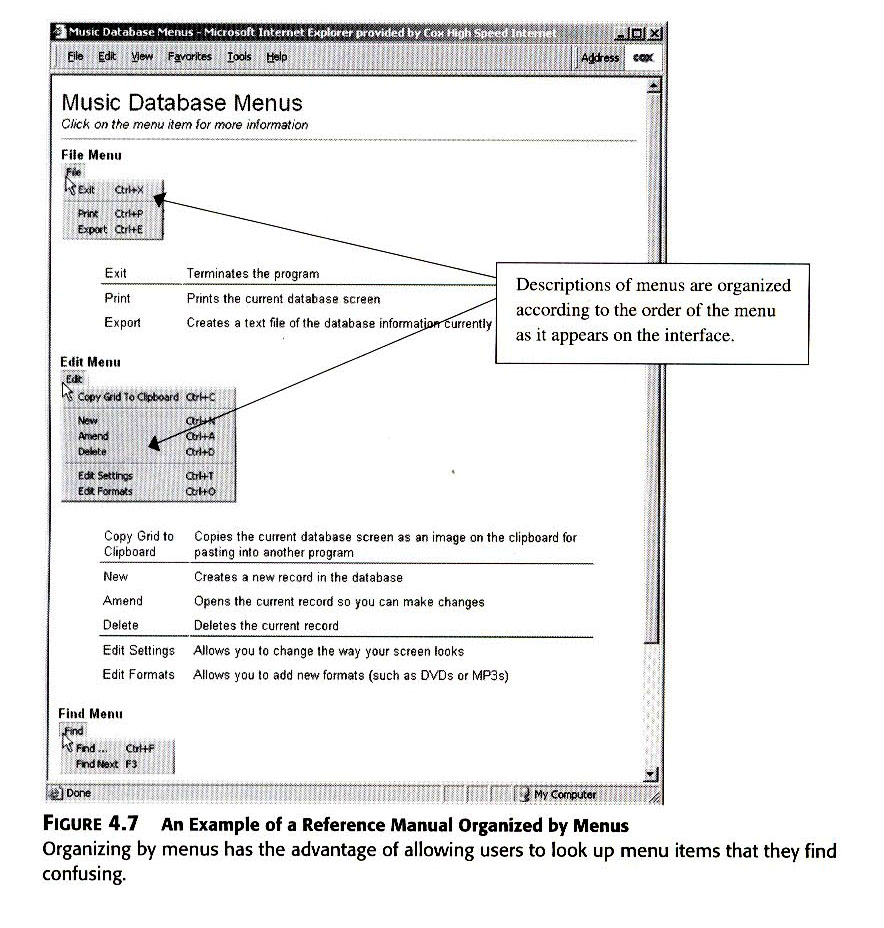 Music Database Menus - Microsoft Internet Explorer provided by Cox High Speed Internet
File Edit View Favorites Tools Help Address cox
Music Database Menus
Click on the menu item for more information
File Menu
File
Exit Ctrl+X
Print Ctrl+P
Export Ctrl+E
Exit Terminates the program
Print Prints the current database screen
Export Creates a text file of the database information currently
Descriptions of menus are organized
according to the order of the menu
as it appears on the interface.
Edit Menu
Edit
Copy Grid To Clipboard Ctrl+C
New Ctrl+N
Amend Ctrl+A
Delete Ctrl+D
Edit Settings Ctrl+T
Edit Formats Ctrl+O
Copy Grid to Copies the current database screen as an image on the clipboard for
Clipboard pasting into another program
New Creates a new record in the database
Amend Opens the current record so you can make changes
Delete Deletes the current record
Edit Settings Allows you to change the way your screen looks
Edit Formats Allows you to add new formats (such as DVDs or MP3s)
Find Menu
Find
Find ... Ctrl+F
Find Next F3
Done My Computer
FIGURE 4.7 An Example of a Reference Manual Organized by Menus
Organizing by menus has the advantage of allowing users to look up menu items that they find
confusing.